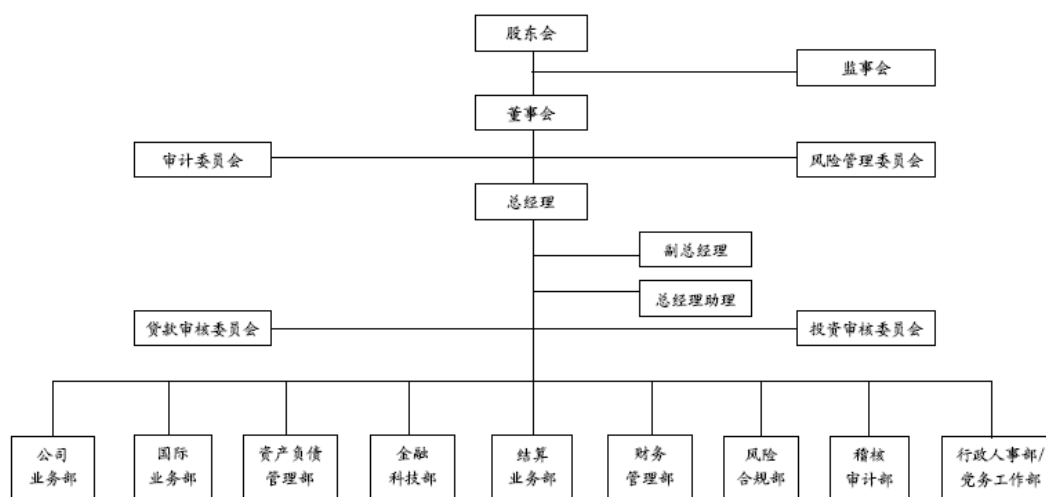 股东会
监事会
董事会
审计委员会
风险管理委员会
总经理
副总经理
总经理助理
贷款审核委员会
投资审核委员会
公司
业务部
国际
业务部
资产负债
管理部
金融
科技部
结算
业务部
财务
管理部
风险
合规部
稽核
审计部
行政人事部/
党务工作部